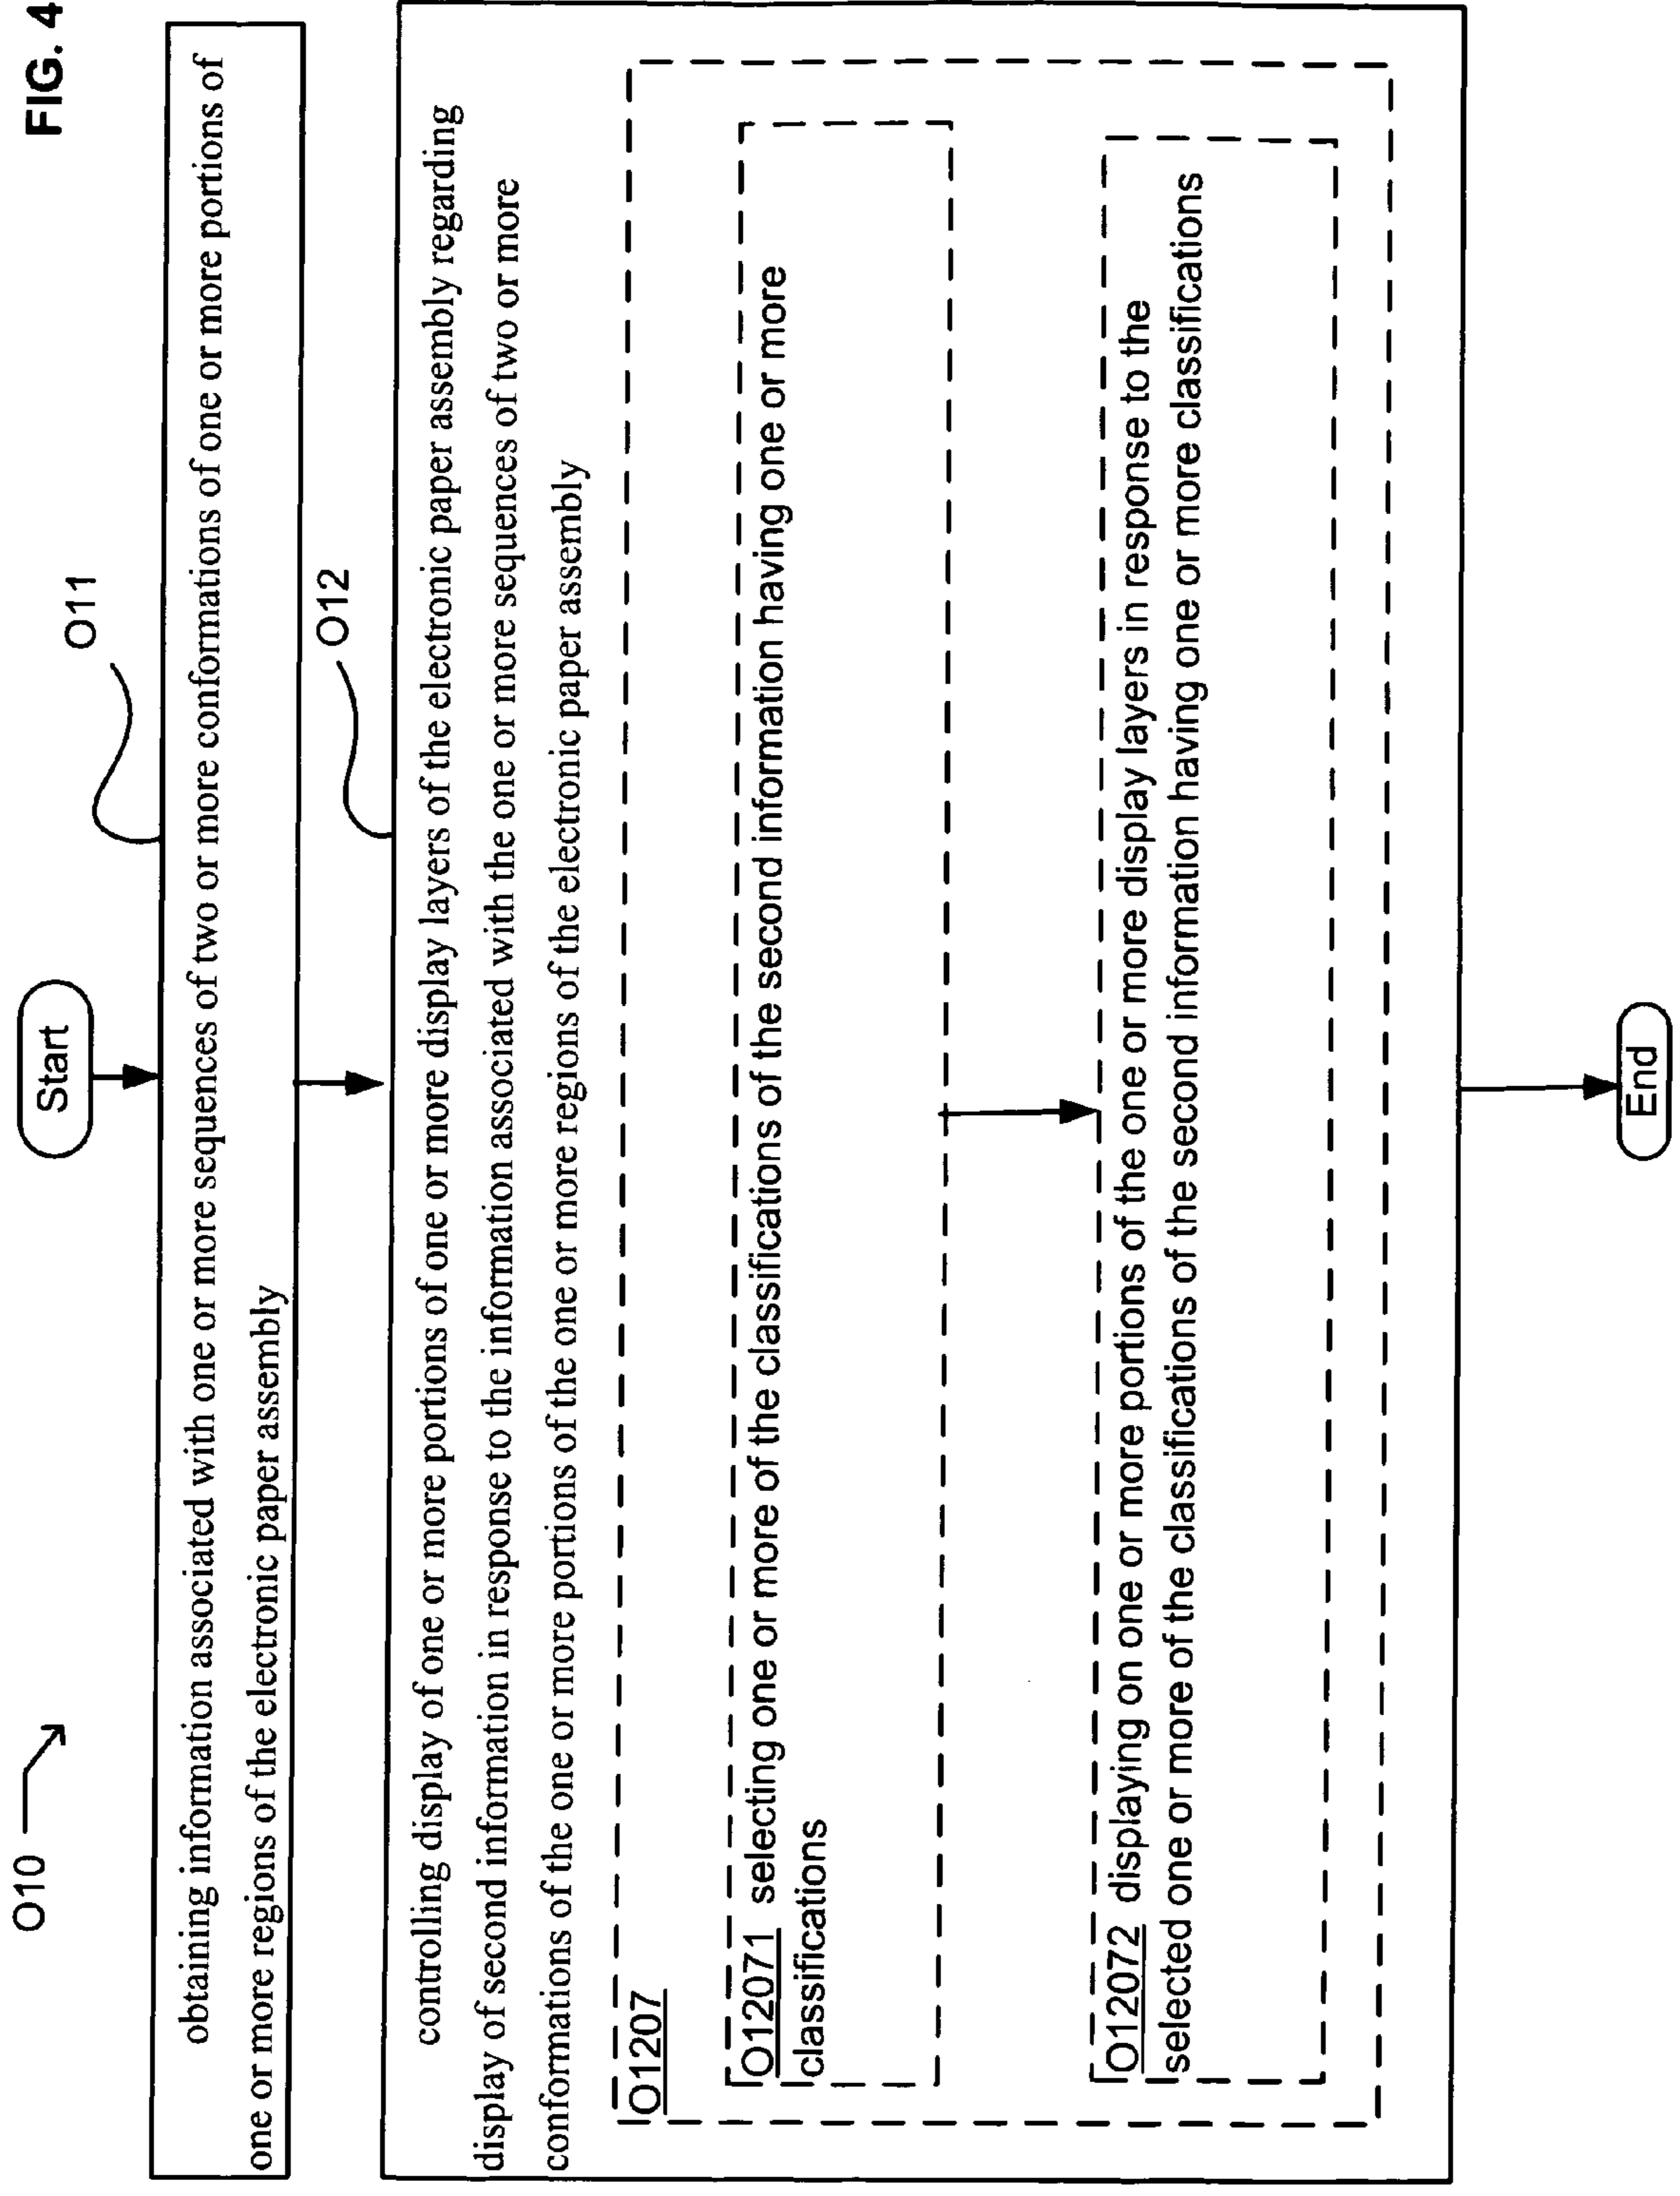 FIG. 4
O10
Start
O11
obtaining information associated with one or more sequences of two or more conformations of one or more portions of
one or more regions of the electronic paper assembly
O12
controlling display of one or more portions of one or more display layers of the electronic paper assembly regarding
display of second information in response to the information associated with the one or more sequences of two or more
conformations of the one or more portions of the one or more regions of the electronic paper assembly
O1207
O12071 selecting one or more of the classifications of the second information having one or more
classifications
O12072 displaying on one or more portions of the one or more display layers in response to the
selected one or more of the classifications of the second information having one or more classifications
End